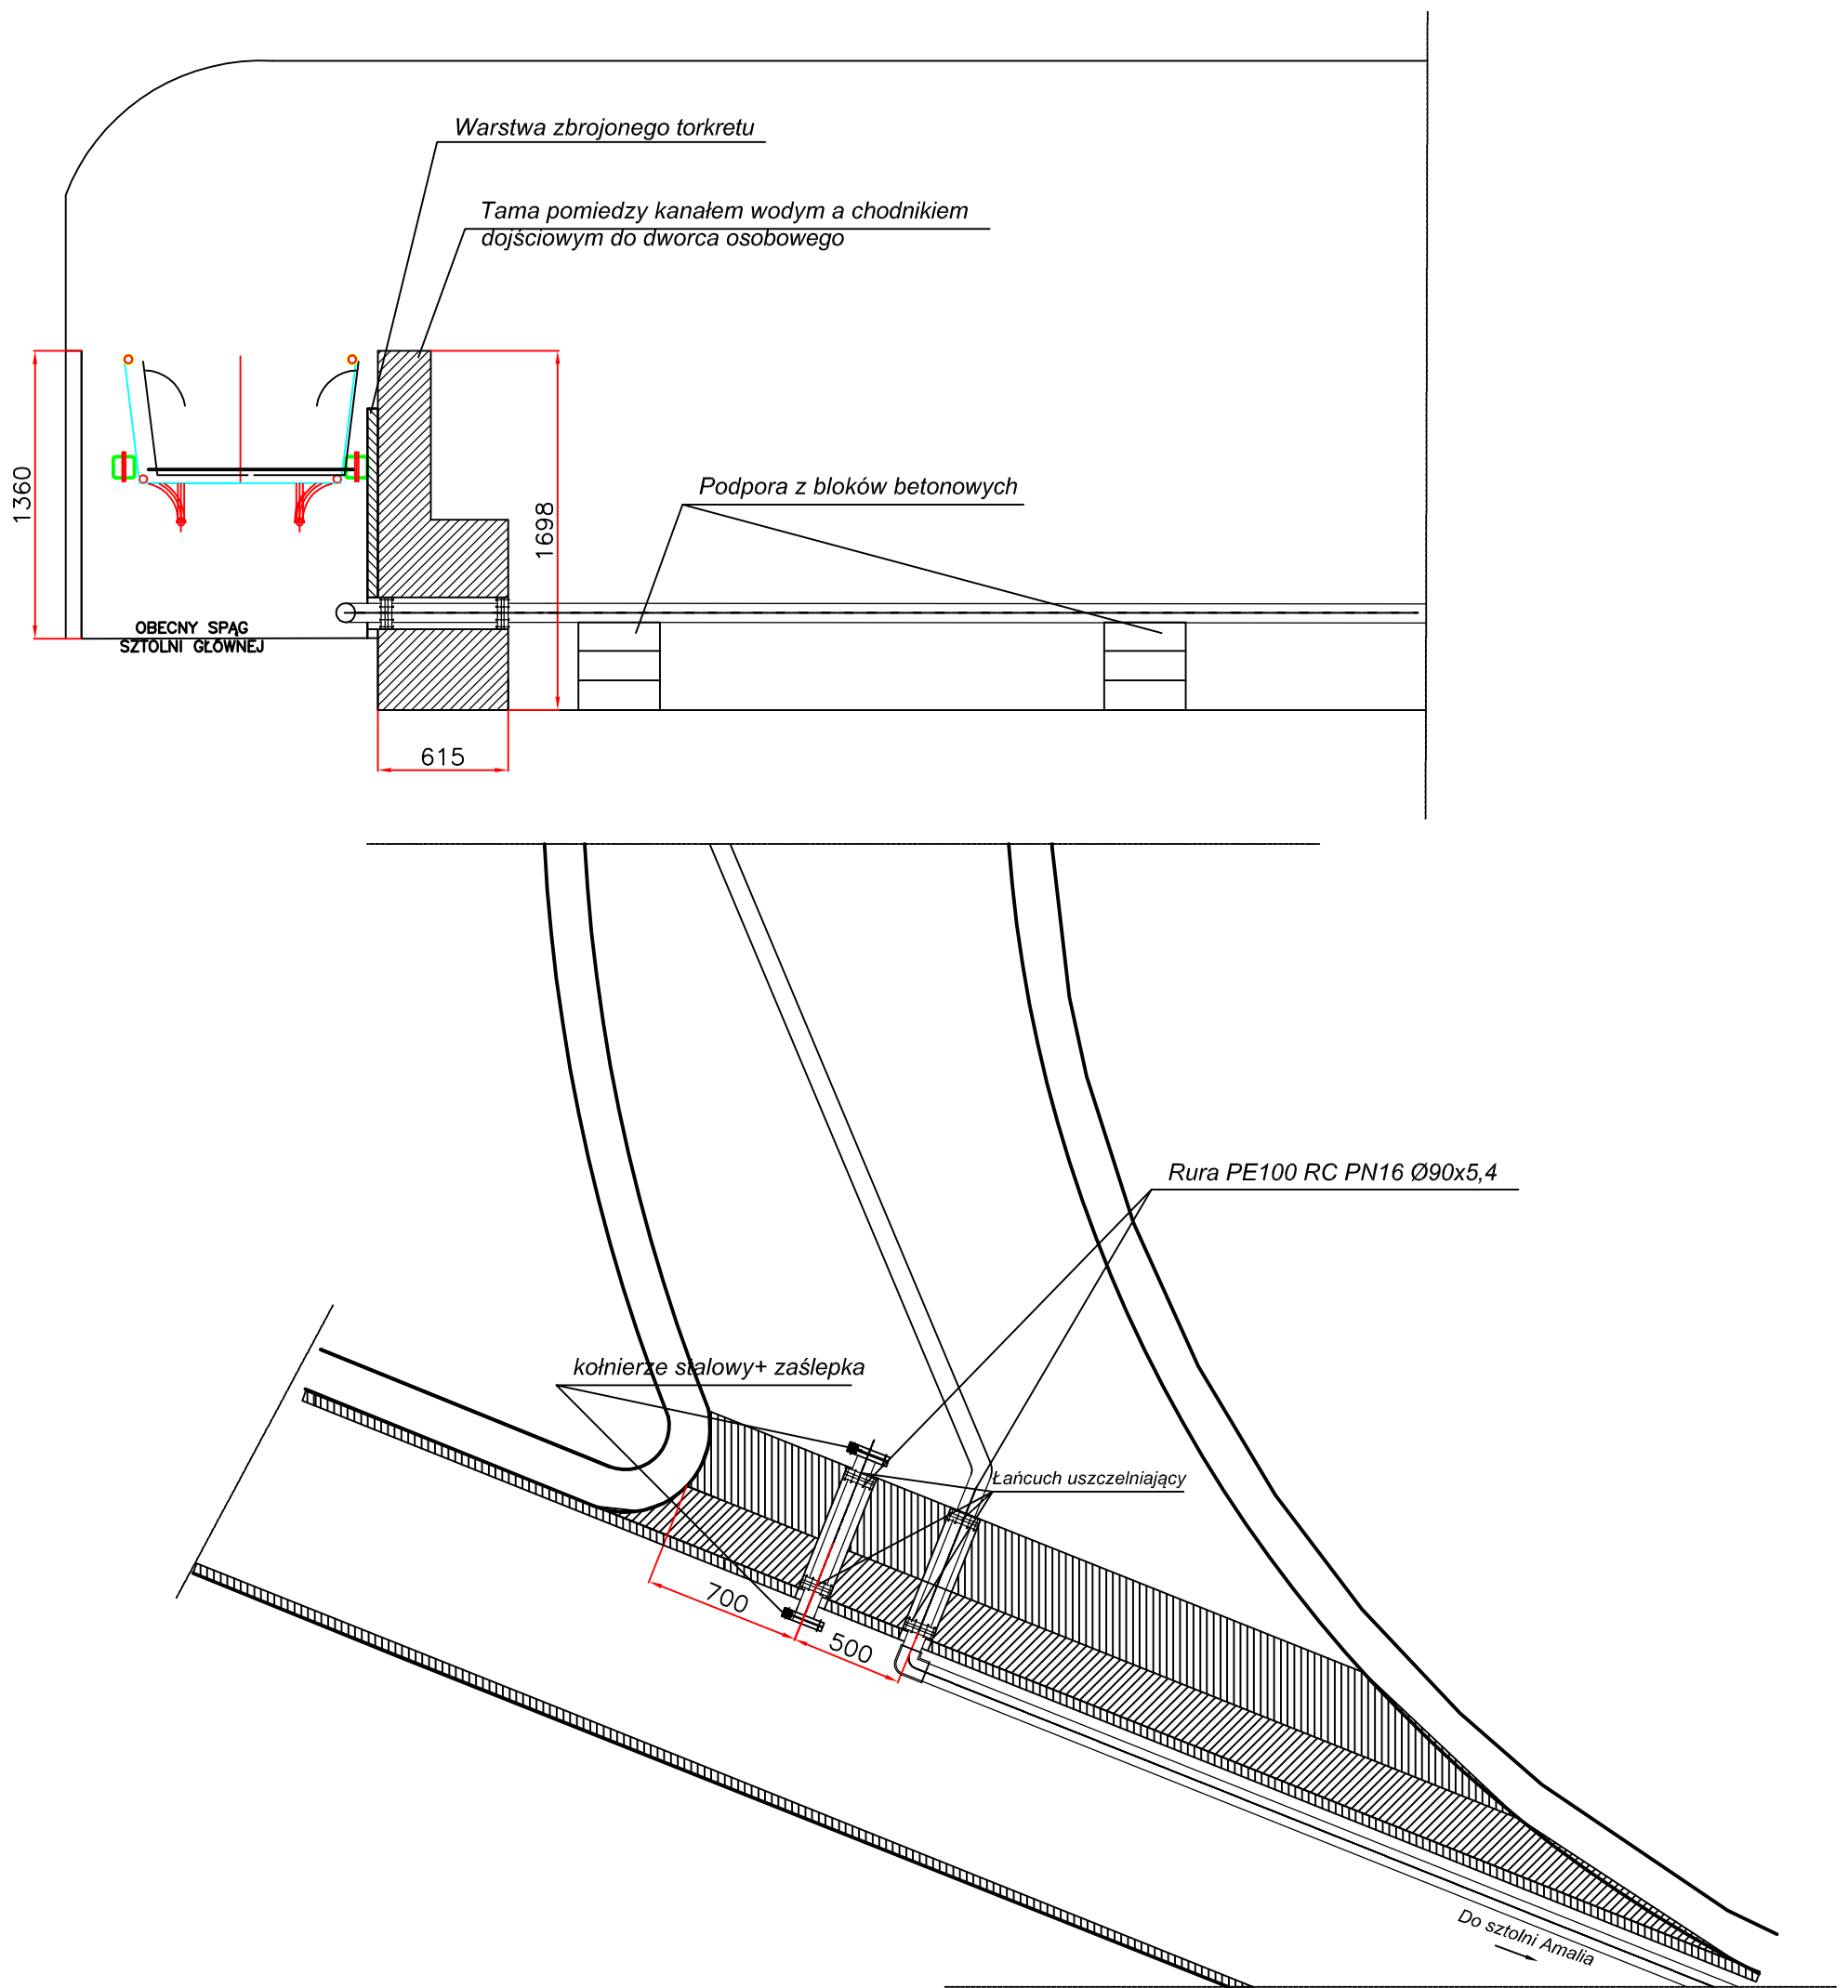 Warstwa zbrojonego torkretu
Tama pomiedzy kanałem wodym a chodnikiem
dojściowym do dworca osobowego
Podpora z bloków betonowych
1360
1698
OBECNY SPĄG
SZTOLNI GŁÓWNEJ
615
Rura PE100 RC PN16 Ø90x5,4
kołnierze stalowy+ zaślepka
Łańcuch uszczelniający
700
500
Do sztolni Amalia